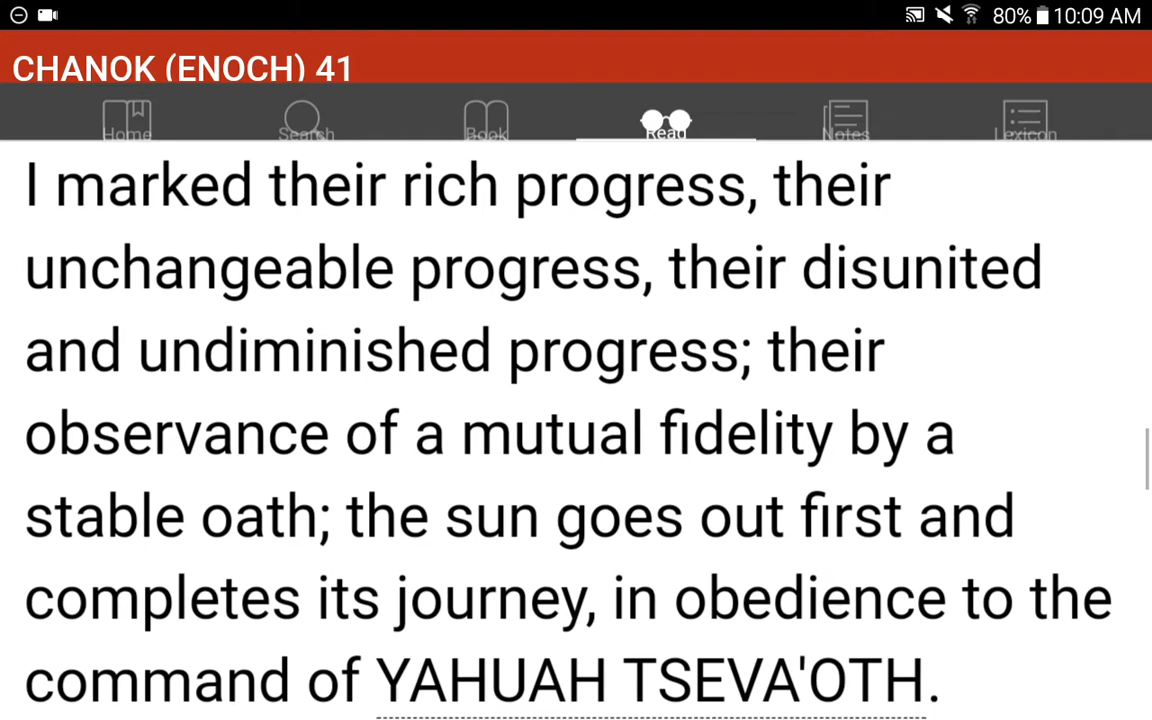 80% 10:09 AM
CHANOK (ENOCH) 41
Home Search Book Read Notes Lexicon
I marked their rich progress, their
unchangeable progress, their disunited
and undiminished progress; their
observance of a mutual fidelity by a
stable oath; the sun goes out first and
completes its journey, in obedience to the
command of YAHUAH TSEVA'OTH.